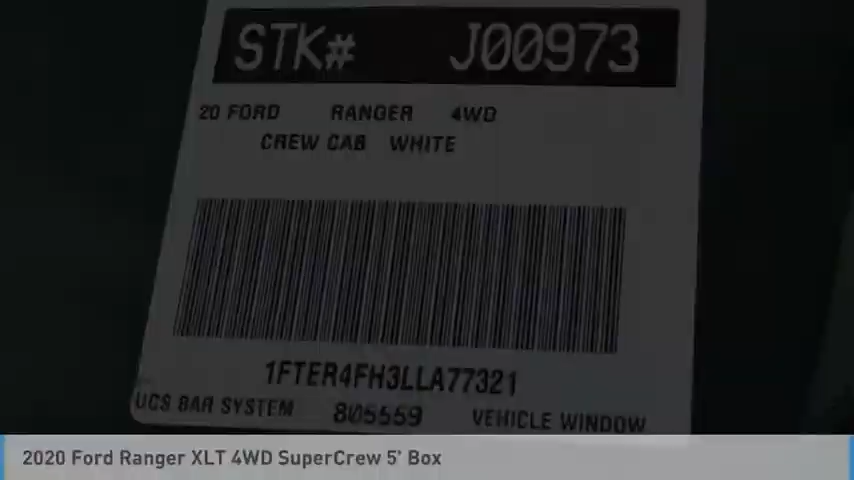 STK# J00973
20 FORD RANGER 4WD
CREW CAB WHITE
1FTER4FH3LLA77321
UCS BAR SYSTEM 805559 VEHICLE WINDOW
2020 Ford Ranger XLT 4WD SuperCrew 5' Box